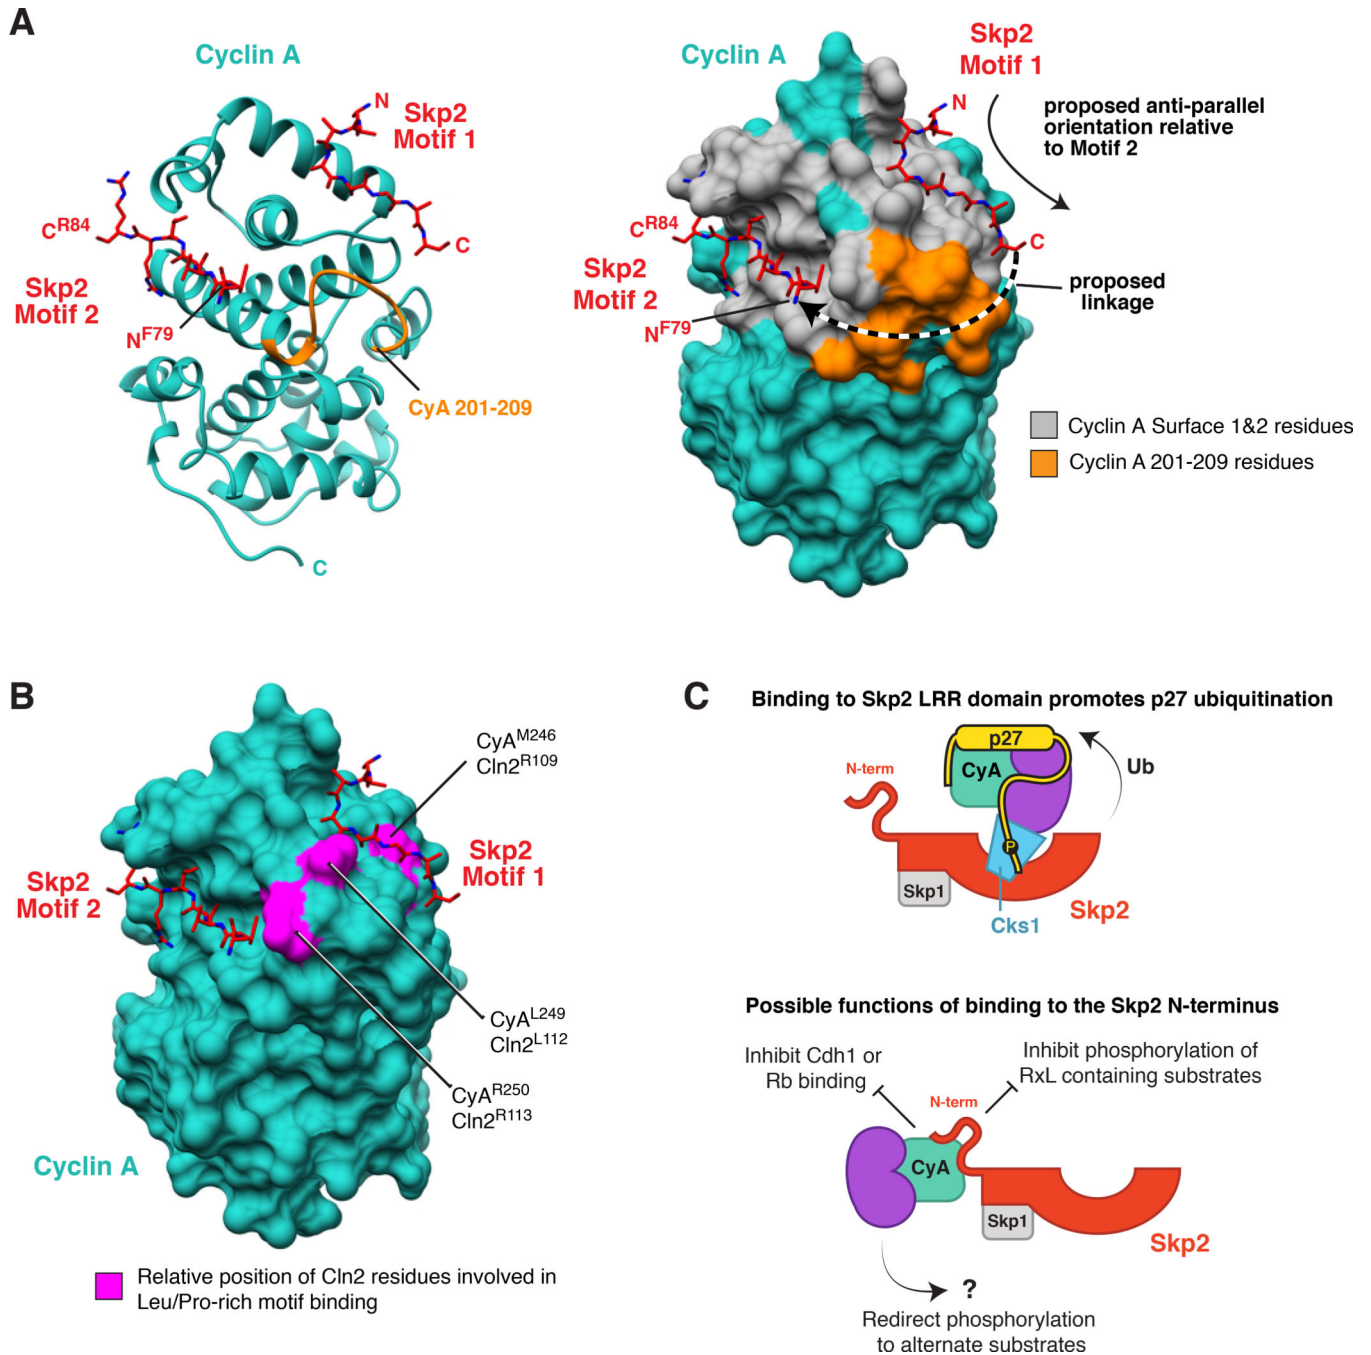 A
Cyclin A
N
Skp2
Motif 1
C^R84
Skp2
Motif 2
N^F79
C
CyA 201-209
C
Cyclin A
Skp2
Motif 1
N
proposed anti-parallel
orientation relative
to Motif 2
C^R84
Skp2
Motif 2
N^F79
C
proposed
linkage
Cyclin A Surface 1&2 residues
Cyclin A 201-209 residues
B
CyA^M246
Cln2^R109
Skp2
Motif 1
Skp2
Motif 2
CyA^L249
Cln2^L112
CyA^R250
Cln2^R113
Cyclin A
Relative position of Cln2 residues involved in
Leu/Pro-rich motif binding
C
Binding to Skp2 LRR domain promotes p27 ubiquitination
p27
N-term
CyA
Ub
P
Skp1
Skp2
Cks1
Possible functions of binding to the Skp2 N-terminus
Inhibit Cdh1 or
Rb binding
Inhibit phosphorylation of
RxL containing substrates
N-term
CyA
Skp1
Skp2
?
Redirect phosphorylation
to alternate substrates